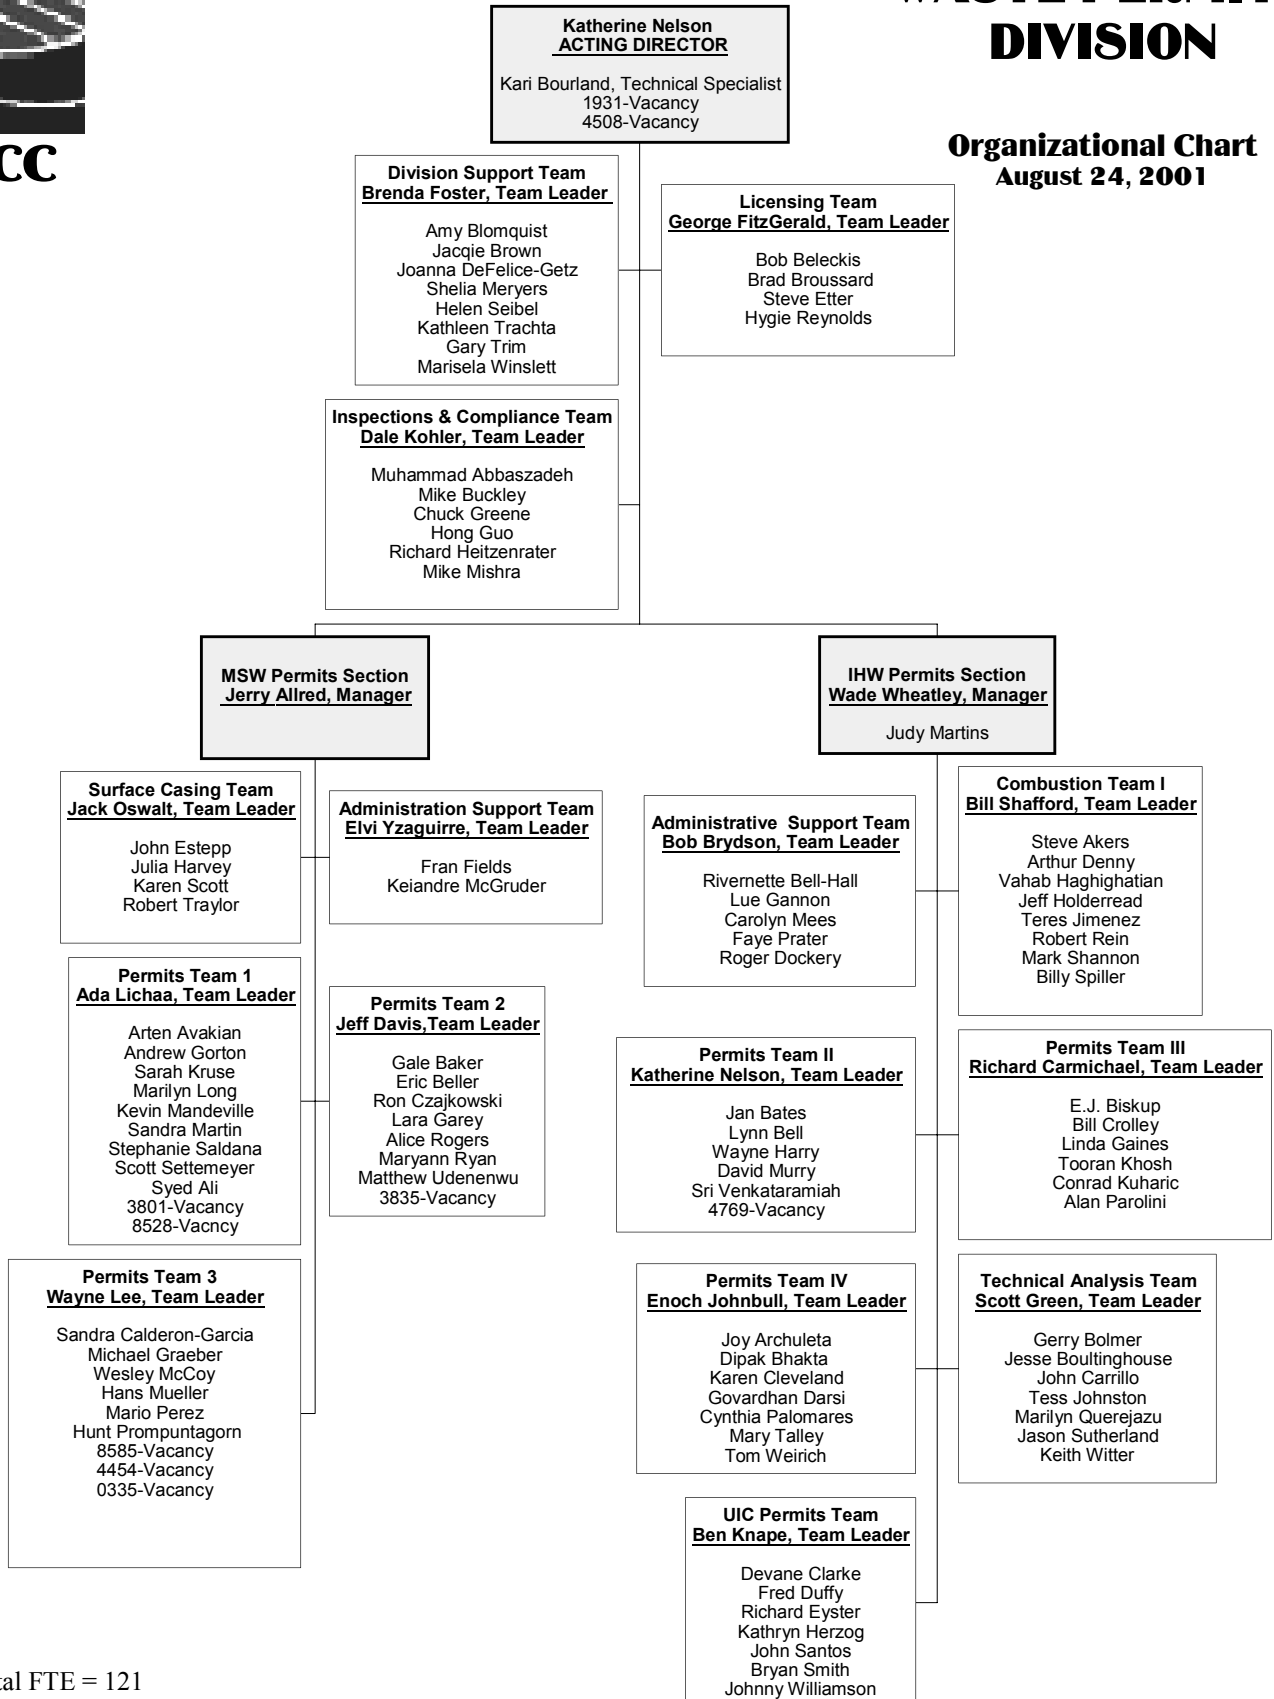 DIVISION
Organizational Chart
August 24, 2001
CC
Katherine Nelson
ACTING DIRECTOR
Kari Bourland, Technical Specialist
1931-Vacancy
4508-Vacancy
Division Support Team
Brenda Foster, Team Leader
Amy Blomquist
Jacqie Brown
Joanna DeFelice-Getz
Shelia Meryers
Helen Seibel
Kathleen Trachta
Gary Trim
Marisela Winslett
Licensing Team
George FitzGerald, Team Leader
Bob Beleckis
Brad Broussard
Steve Etter
Hygie Reynolds
Inspections & Compliance Team
Dale Kohler, Team Leader
Muhammad Abbaszadeh
Mike Buckley
Chuck Greene
Hong Guo
Richard Heitzenrater
Mike Mishra
MSW Permits Section
Jerry Allred, Manager
IHW Permits Section
Wade Wheatley, Manager
Judy Martins
Surface Casing Team
Jack Oswalt, Team Leader
John Estepp
Julia Harvey
Karen Scott
Robert Traylor
Administration Support Team
Elvi Yzaguirre, Team Leader
Fran Fields
Keiandre McGruder
Administrative Support Team
Bob Brydson, Team Leader
Rivernette Bell-Hall
Lue Gannon
Carolyn Mees
Faye Prater
Roger Dockery
Combustion Team I
Bill Shafford, Team Leader
Steve Akers
Arthur Denny
Vahab Haghighatian
Jeff Holderread
Teres Jimenez
Robert Rein
Mark Shannon
Billy Spiller
Permits Team 1
Ada Lichaa, Team Leader
Arten Avakian
Andrew Gorton
Sarah Kruse
Marilyn Long
Kevin Mandeville
Sandra Martin
Stephanie Saldana
Scott Settemeyer
Syed Ali
3801-Vacancy
8528-Vacncy
Permits Team 2
Jeff Davis,Team Leader
Gale Baker
Eric Beller
Ron Czajkowski
Lara Garey
Alice Rogers
Maryann Ryan
Matthew Udenenwu
3835-Vacancy
Permits Team II
Katherine Nelson, Team Leader
Jan Bates
Lynn Bell
Wayne Harry
David Murry
Sri Venkataramiah
4769-Vacancy
Permits Team III
Richard Carmichael, Team Leader
E.J. Biskup
Bill Crolley
Linda Gaines
Tooran Khosh
Conrad Kuharic
Alan Parolini
Permits Team 3
Wayne Lee, Team Leader
Sandra Calderon-Garcia
Michael Graeber
Wesley McCoy
Hans Mueller
Mario Perez
Hunt Prompuntagorn
8585-Vacancy
4454-Vacancy
0335-Vacancy
Permits Team IV
Enoch Johnbull, Team Leader
Joy Archuleta
Dipak Bhakta
Karen Cleveland
Govardhan Darsi
Cynthia Palomares
Mary Talley
Tom Weirich
Technical Analysis Team
Scott Green, Team Leader
Gerry Bolmer
Jesse Boultinghouse
John Carrillo
Tess Johnston
Marilyn Querejazu
Jason Sutherland
Keith Witter
UIC Permits Team
Ben Knape, Team Leader
Devane Clarke
Fred Duffy
Richard Eyster
Kathryn Herzog
John Santos
Bryan Smith
Johnny Williamson
tal FTE = 121